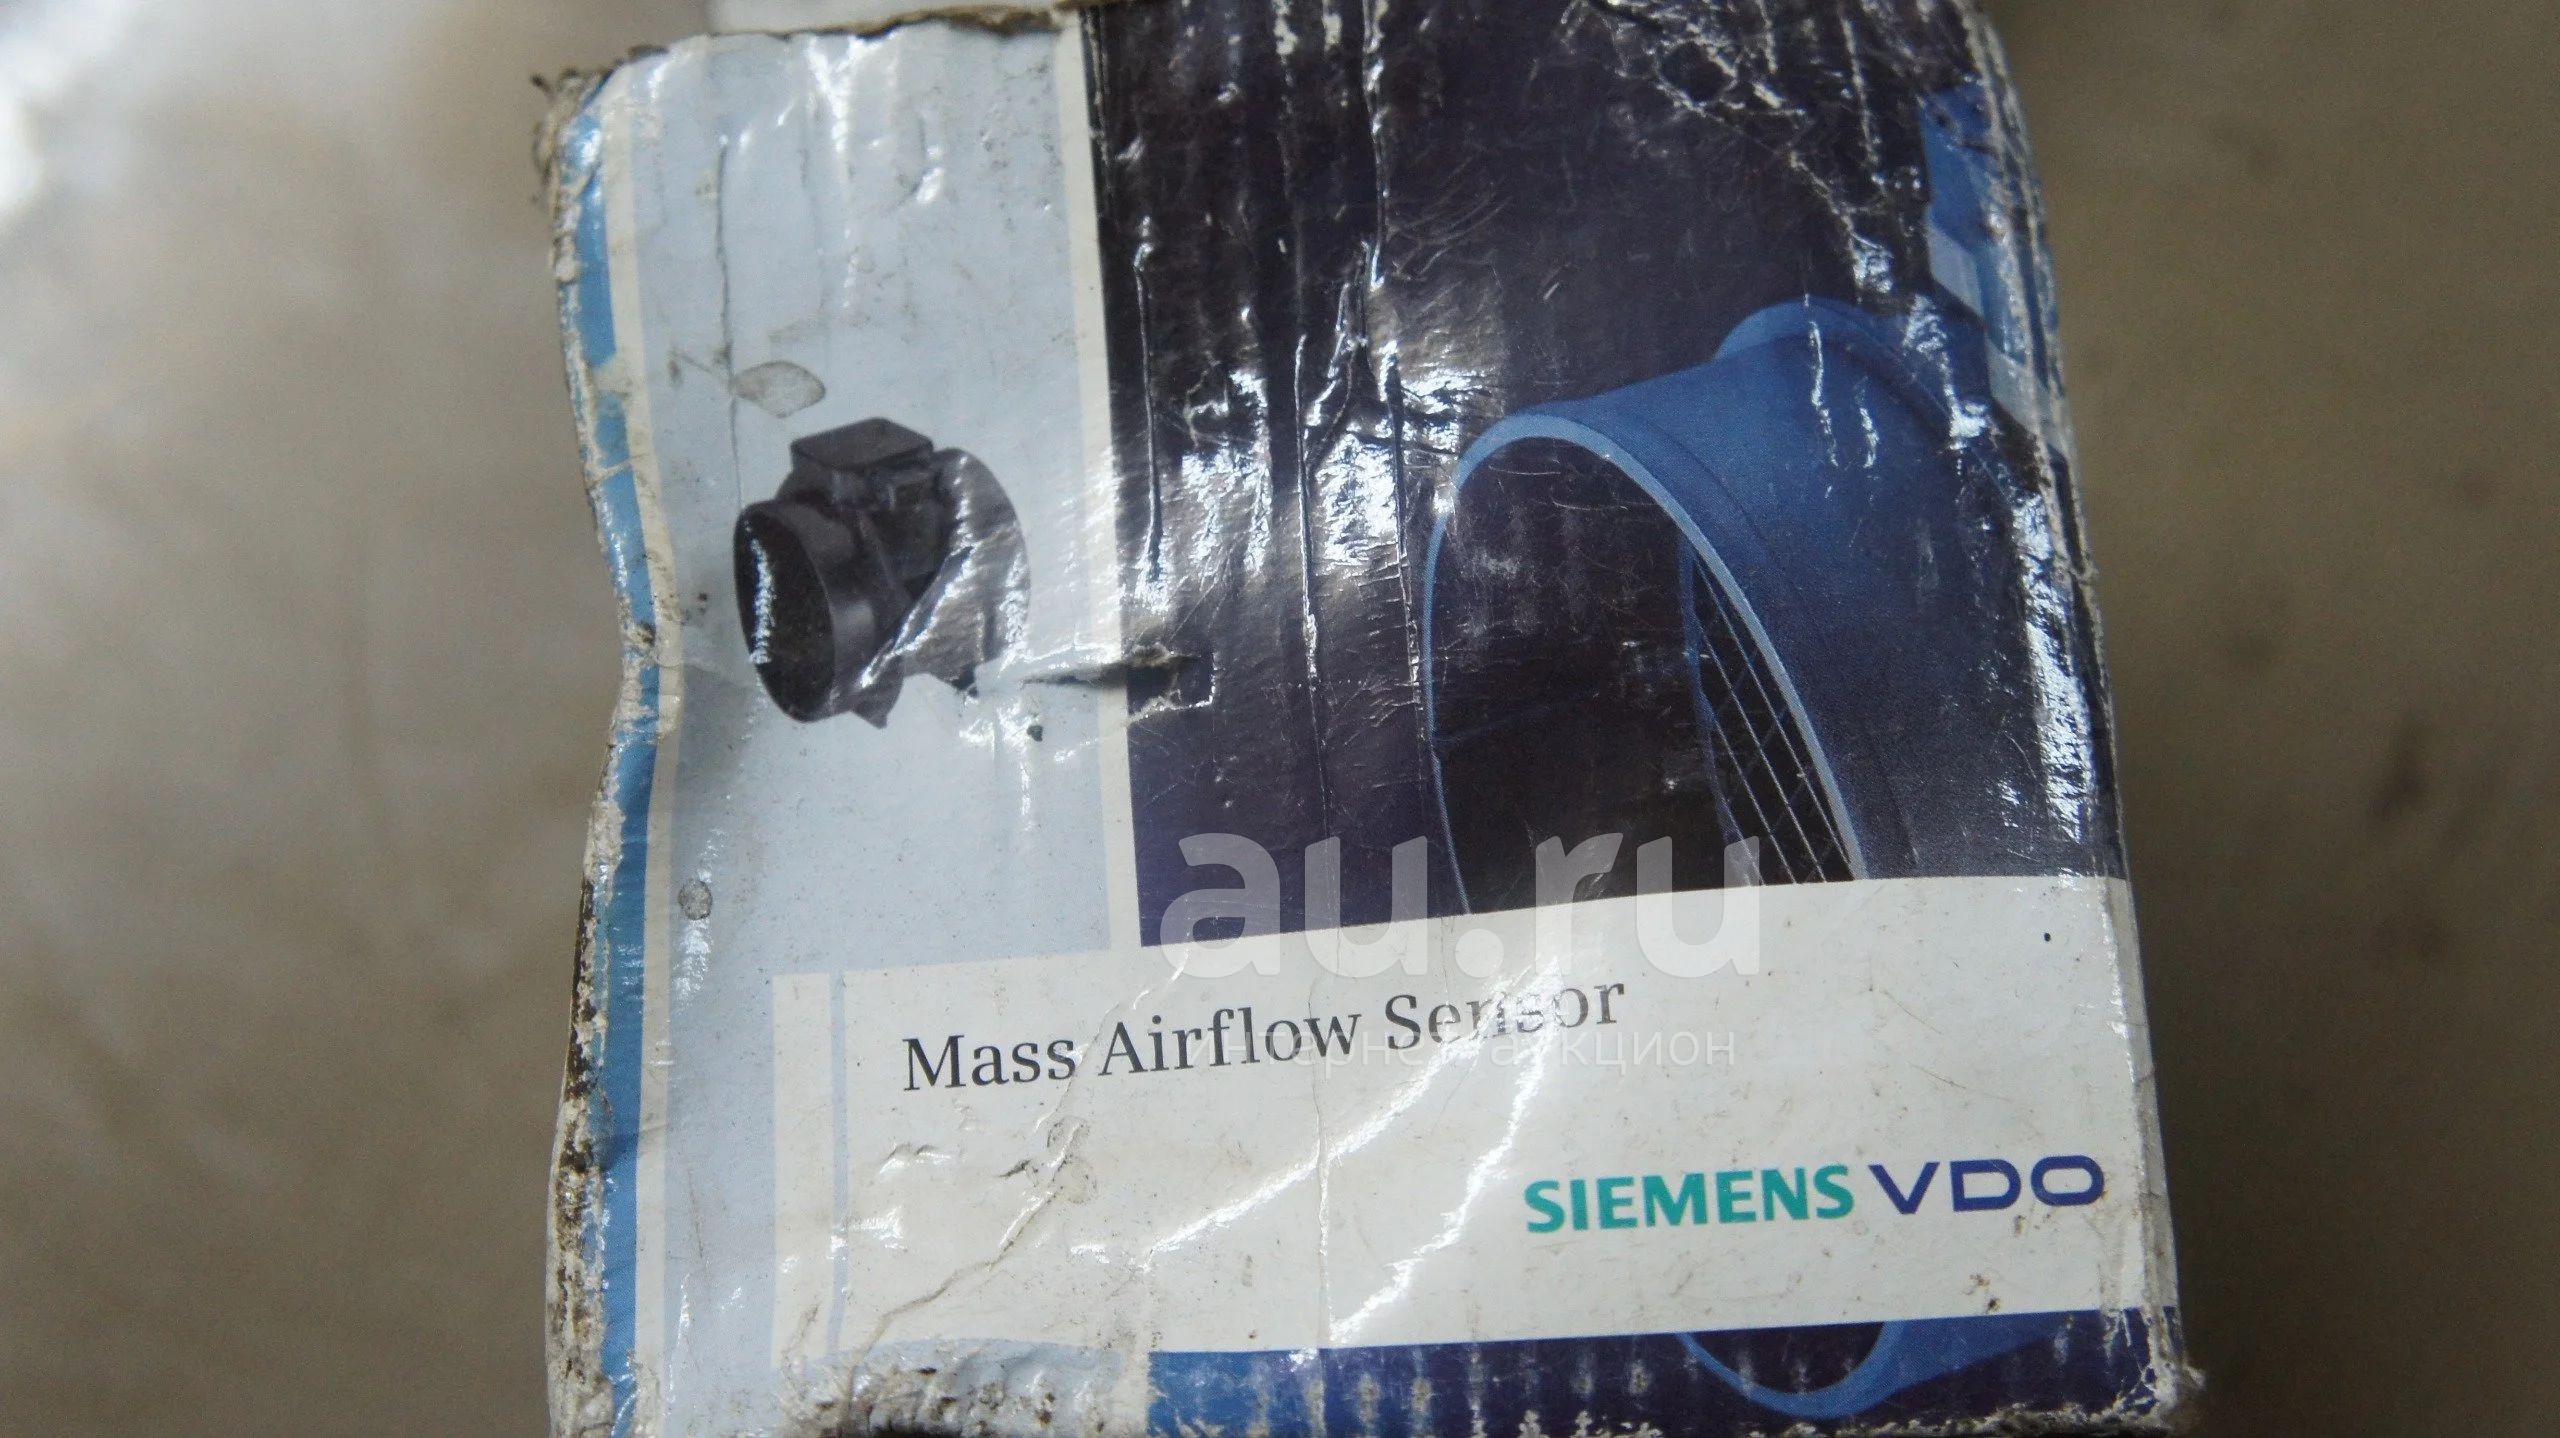 au.ru
интернет аукцион
Mass Airflow Sensor
SIEMENS VDO